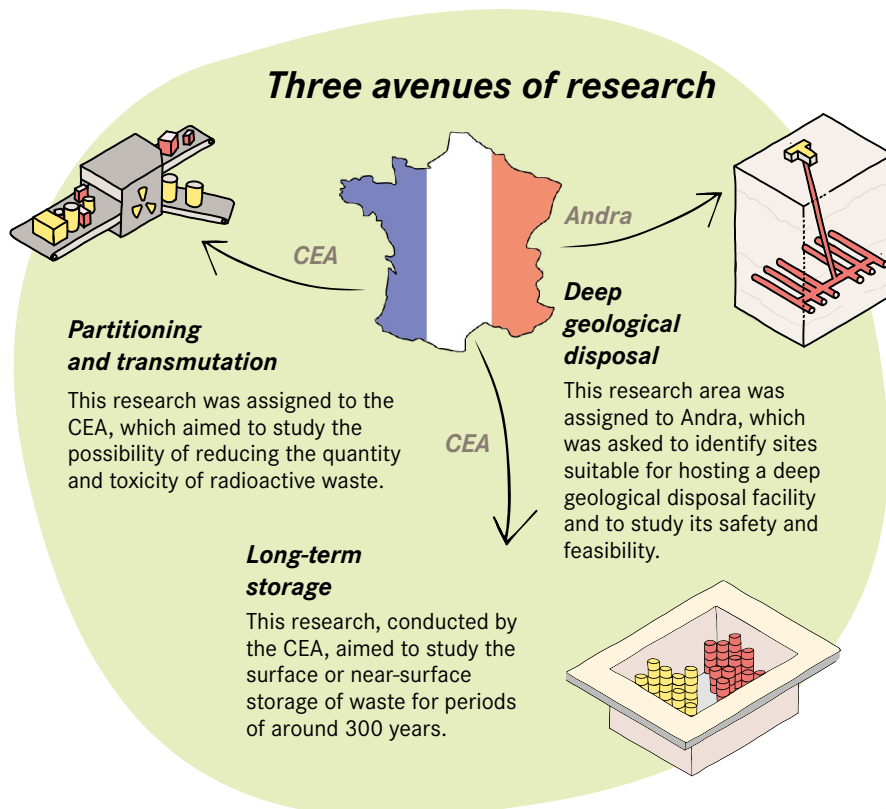 Three avenues of research
CEA
Andra
Partitioning
and transmutation
This research was assigned to the
CEA, which aimed to study the
possibility of reducing the quantity
and toxicity of radioactive waste.
Deep
geological
disposal
This research area was
assigned to Andra, which
was asked to identify sites
suitable for hosting a deep
geological disposal facility
and to study its safety and
feasibility.
CEA
Long-term
storage
This research, conducted by
the CEA, aimed to study the
surface or near-surface
storage of waste for periods
of around 300 years.